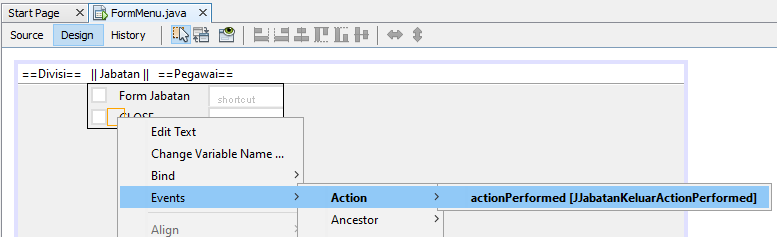 Start Page FormMenu.java
Source Design History
==Divisi== || Jabatan || ==Pegawai==
Form Jabatan shortcut
CLOSE
Edit Text
Change Variable Name ...
Bind
Events Action actionPerformed [JJabatanKeluarActionPerformed]
Ancestor
Align